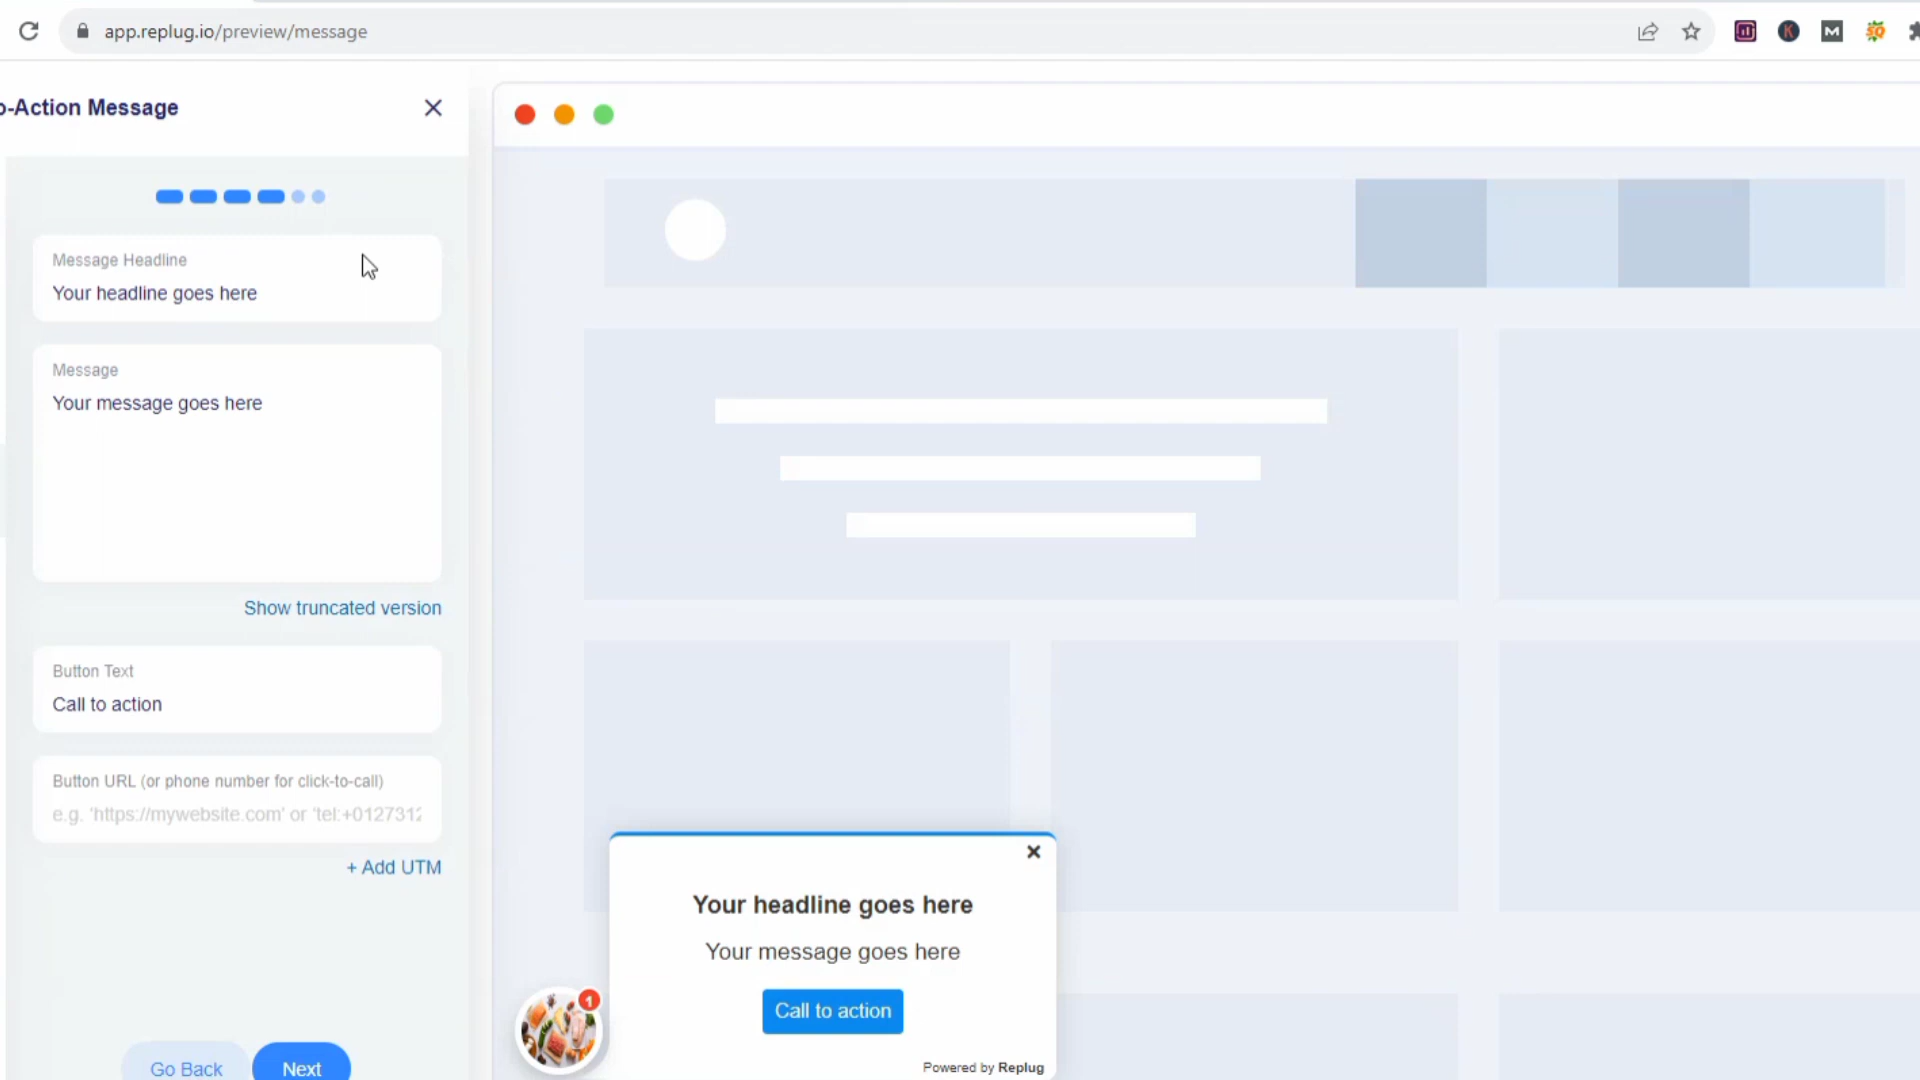 app.replug.io/preview/message
o-Action Message
Message Headline
Your headline goes here
Message
Your message goes here
Show truncated version
Button Text
Call to action
Button URL (or phone number for click-to-call)
e.g. 'https://mywebsite.com' or 'tel:+0127312
+ Add UTM
Go Back
Next
Your headline goes here
Your message goes here
Call to action
1
Powered by Replug
K
M
SQ